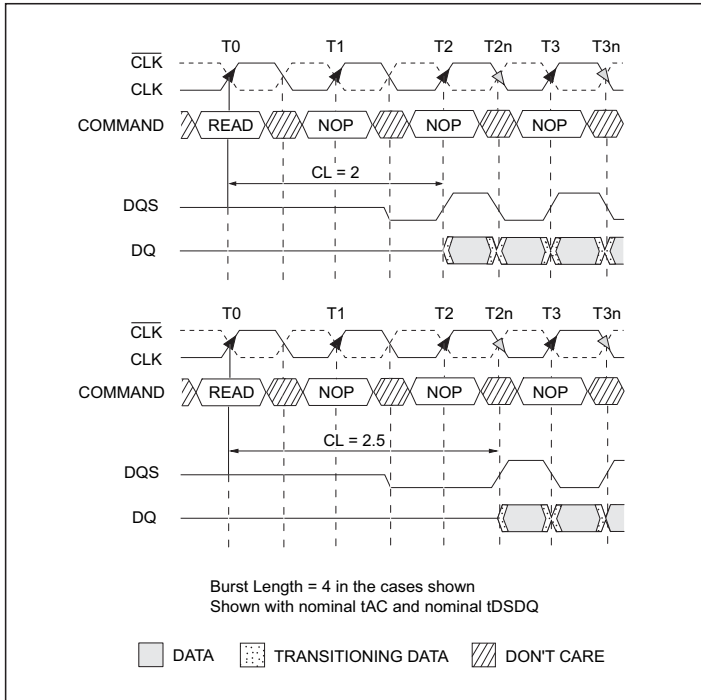 T0 T1 T2 T2n T3 T3n
CLK
CLK
COMMAND READ NOP NOP NOP
CL = 2
DQS
DQ
T0 T1 T2 T2n T3 T3n
CLK
CLK
COMMAND READ NOP NOP NOP
CL = 2.5
DQS
DQ
Burst Length = 4 in the cases shown
Shown with nominal tAC and nominal tDSDQ
DATA TRANSITIONING DATA DON'T CARE